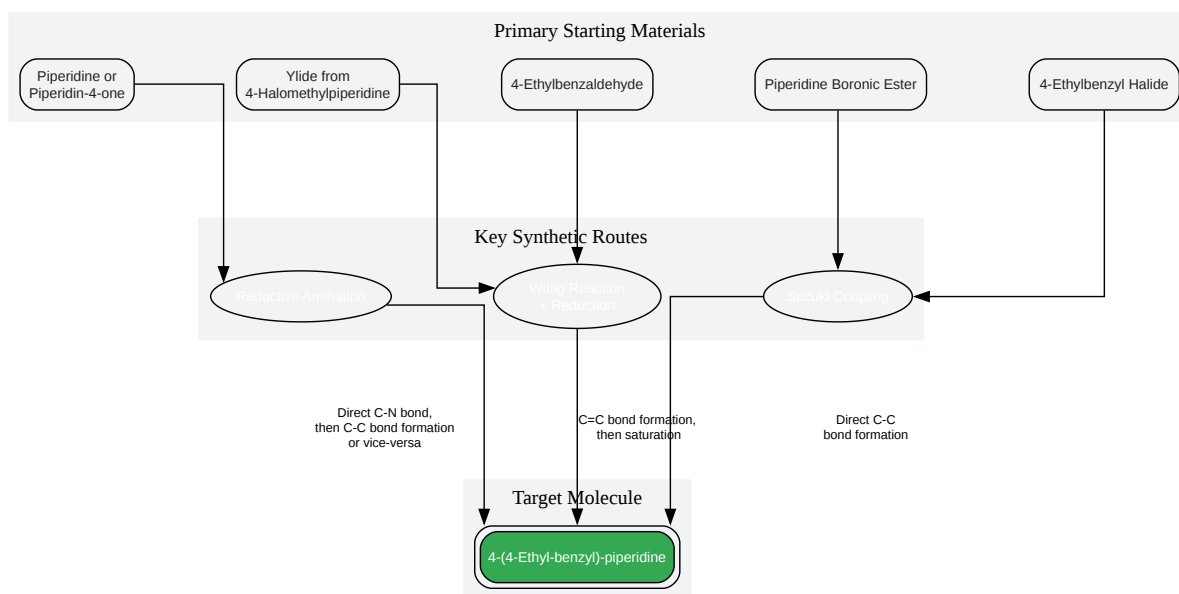 Primary Starting Materials
Piperidine or
Piperidin-4-one
Ylide from
4-Halomethylpiperidine
4-Ethylbenzaldehyde
Piperidine Boronic Ester
4-Ethylbenzyl Halide
Key Synthetic Routes
Reductive Amination
Wittig Reaction
+ Reduction
Suzuki Coupling
Direct C-N bond,
then C-C bond formation
or vice-versa
C=C bond formation,
then saturation
Direct C-C
bond formation
Target Molecule
4-(4-Ethyl-benzyl)-piperidine